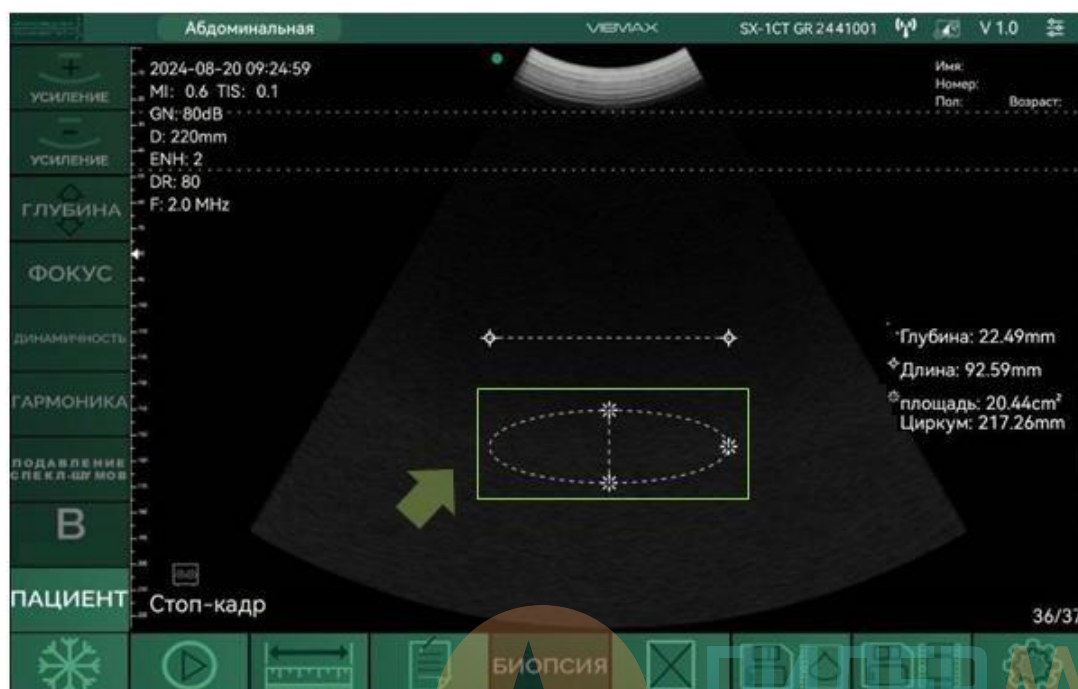 Абдоминальная
VIEMAX
SX-1CT GR 2441001
V 1.0
УСИЛЕНИЕ
УСИЛЕНИЕ
ГЛУБИНА
ФОКУС
ДИНАМИЧНОСТЬ
ГАРМОНИКА
ПОДАВЛЕНИЕ
СПЕКЛ-ШУМОВ
B
ПАЦИЕНТ
2024-08-20 09:24:59
MI: 0.6 TIS: 0.1
GN: 80dB
D: 220mm
ENH: 2
DR: 80
F: 2.0 MHz
Имя:
Номер:
Пол: Возраст:
Глубина: 22.49mm
Длина: 92.59mm
площадь: 20.44cm²
Циркум: 217.26mm
Стоп-кадр
36/37
БИОПСИЯ